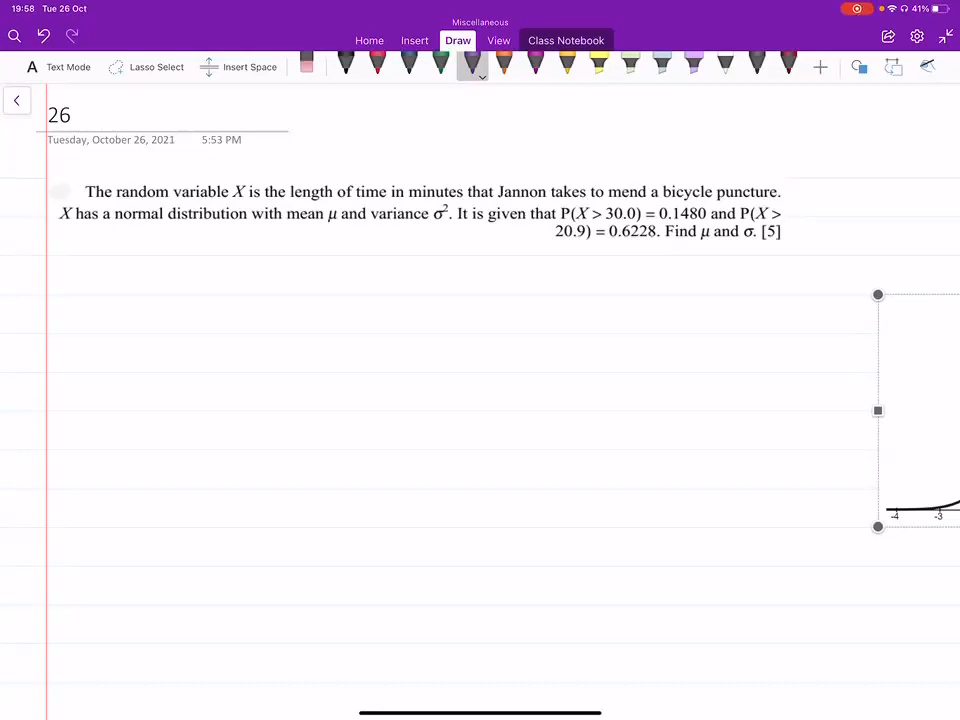 19:58 Tue 26 Oct
41%
Miscellaneous
Home Insert Draw View Class Notebook
A Text Mode Lasso Select Insert Space
26
Tuesday, October 26, 2021 5:53 PM
The random variable X is the length of time in minutes that Jannon takes to mend a bicycle puncture.
X has a normal distribution with mean μ and variance σ². It is given that P(X > 30.0) = 0.1480 and P(X >
20.9) = 0.6228. Find μ and σ. [5]
-4 -3